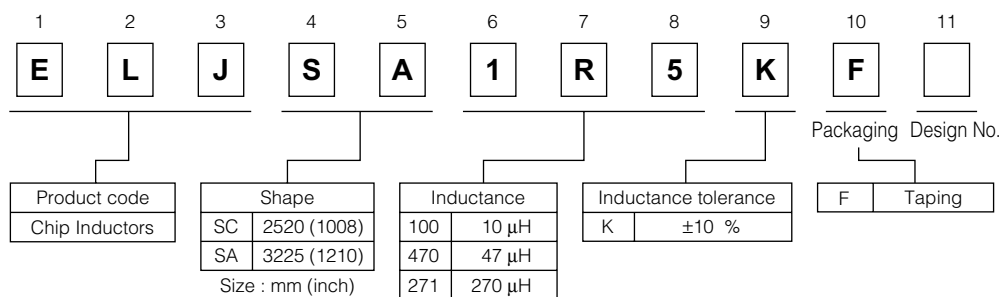 1 2 3 4 5 6 7 8 9 10 11
E L J S A 1 R 5 K F
Packaging Design No.
Product code Shape Inductance Inductance tolerance F Taping
Chip Inductors SC 2520 (1008) 100 10 μH K ±10 %
SA 3225 (1210) 470 47 μH
Size : mm (inch) 271 270 μH